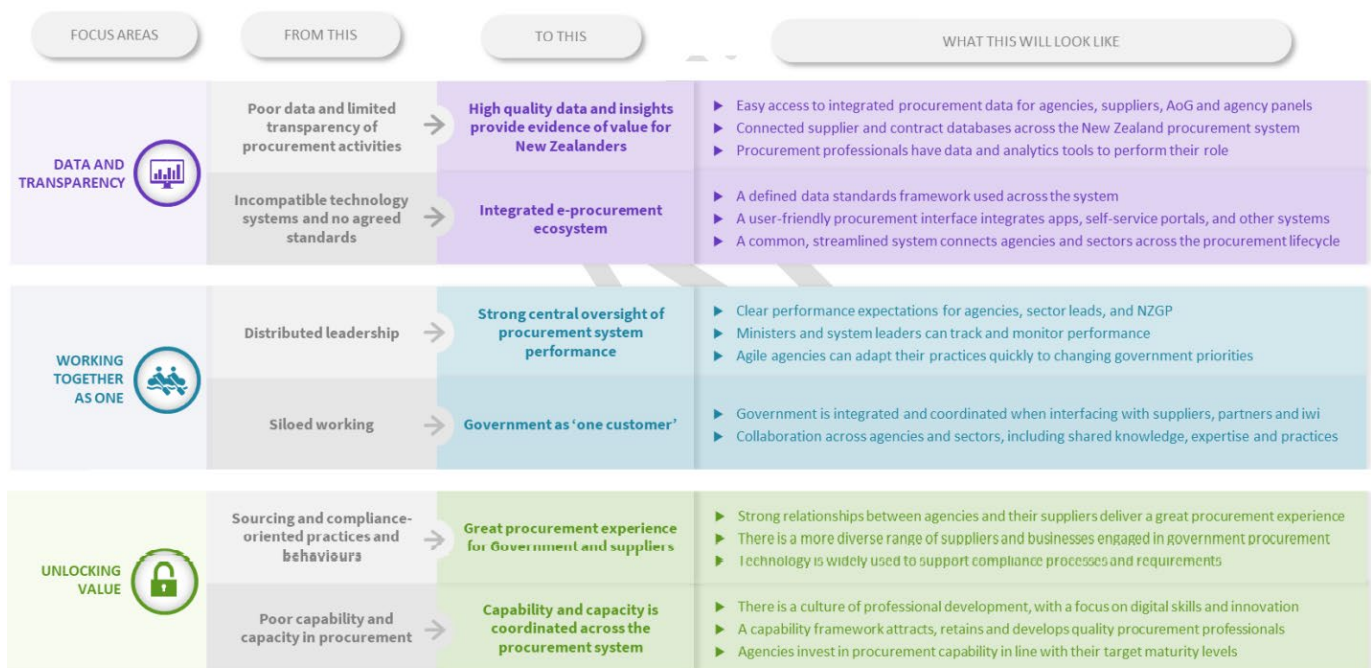 FOCUS AREAS
FROM THIS
TO THIS
WHAT THIS WILL LOOK LIKE
DATA AND
TRANSPARENCY
Poor data and limited
transparency of
procurement activities
High quality data and insights
provide evidence of value for
New Zealanders
▶ Easy access to integrated procurement data for agencies, suppliers, AoG and agency panels
▶ Connected supplier and contract databases across the New Zealand procurement system
▶ Procurement professionals have data and analytics tools to perform their role
Incompatible technology
systems and no agreed
standards
Integrated e-procurement
ecosystem
▶ A defined data standards framework used across the system
▶ A user-friendly procurement interface integrates apps, self-service portals, and other systems
▶ A common, streamlined system connects agencies and sectors across the procurement lifecycle
WORKING
TOGETHER
AS ONE
Distributed leadership
Strong central oversight of
procurement system
performance
▶ Clear performance expectations for agencies, sector leads, and NZGP
▶ Ministers and system leaders can track and monitor performance
▶ Agile agencies can adapt their practices quickly to changing government priorities
Siloed working
Government as ‘one customer’
▶ Government is integrated and coordinated when interfacing with suppliers, partners and iwi
▶ Collaboration across agencies and sectors, including shared knowledge, expertise and practices
UNLOCKING
VALUE
Sourcing and compliance-
oriented practices and
behaviours
Great procurement experience
for Government and suppliers
▶ Strong relationships between agencies and their suppliers deliver a great procurement experience
▶ There is a more diverse range of suppliers and businesses engaged in government procurement
▶ Technology is widely used to support compliance processes and requirements
Poor capability and
capacity in procurement
Capability and capacity is
coordinated across the
procurement system
▶ There is a culture of professional development, with a focus on digital skills and innovation
▶ A capability framework attracts, retains and develops quality procurement professionals
▶ Agencies invest in procurement capability in line with their target maturity levels